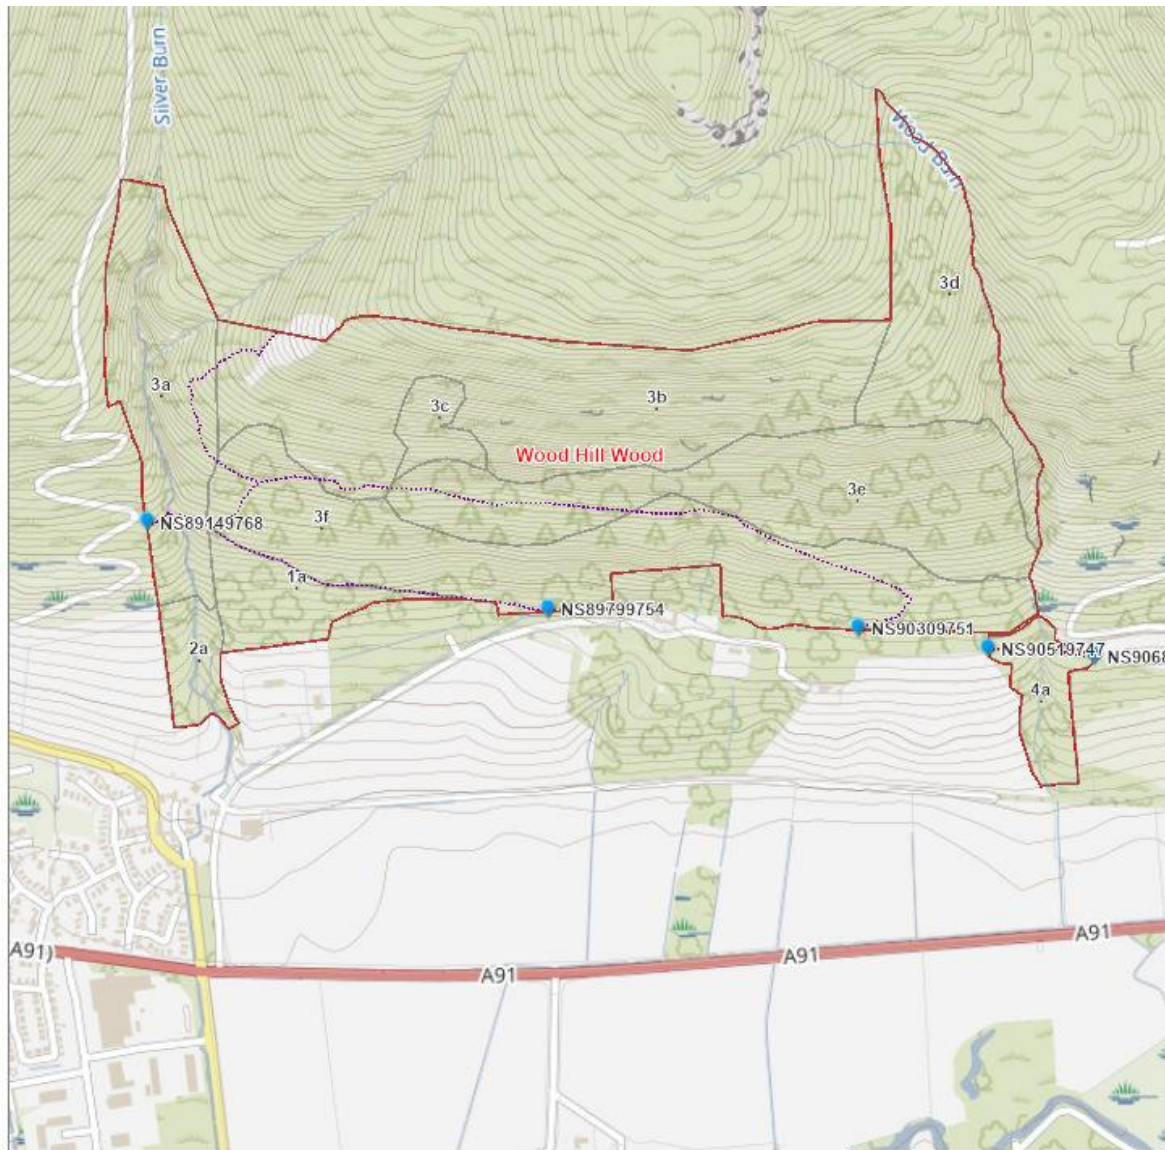 Silver Burn
Wood Burn
3d
3a
3b
3c
Wood Hill Wood
3e
3f
NS89149768
1a
NS89799754
NS90309751
NS90519747
NS9068
2a
4a
A91
A91
A91)
A91